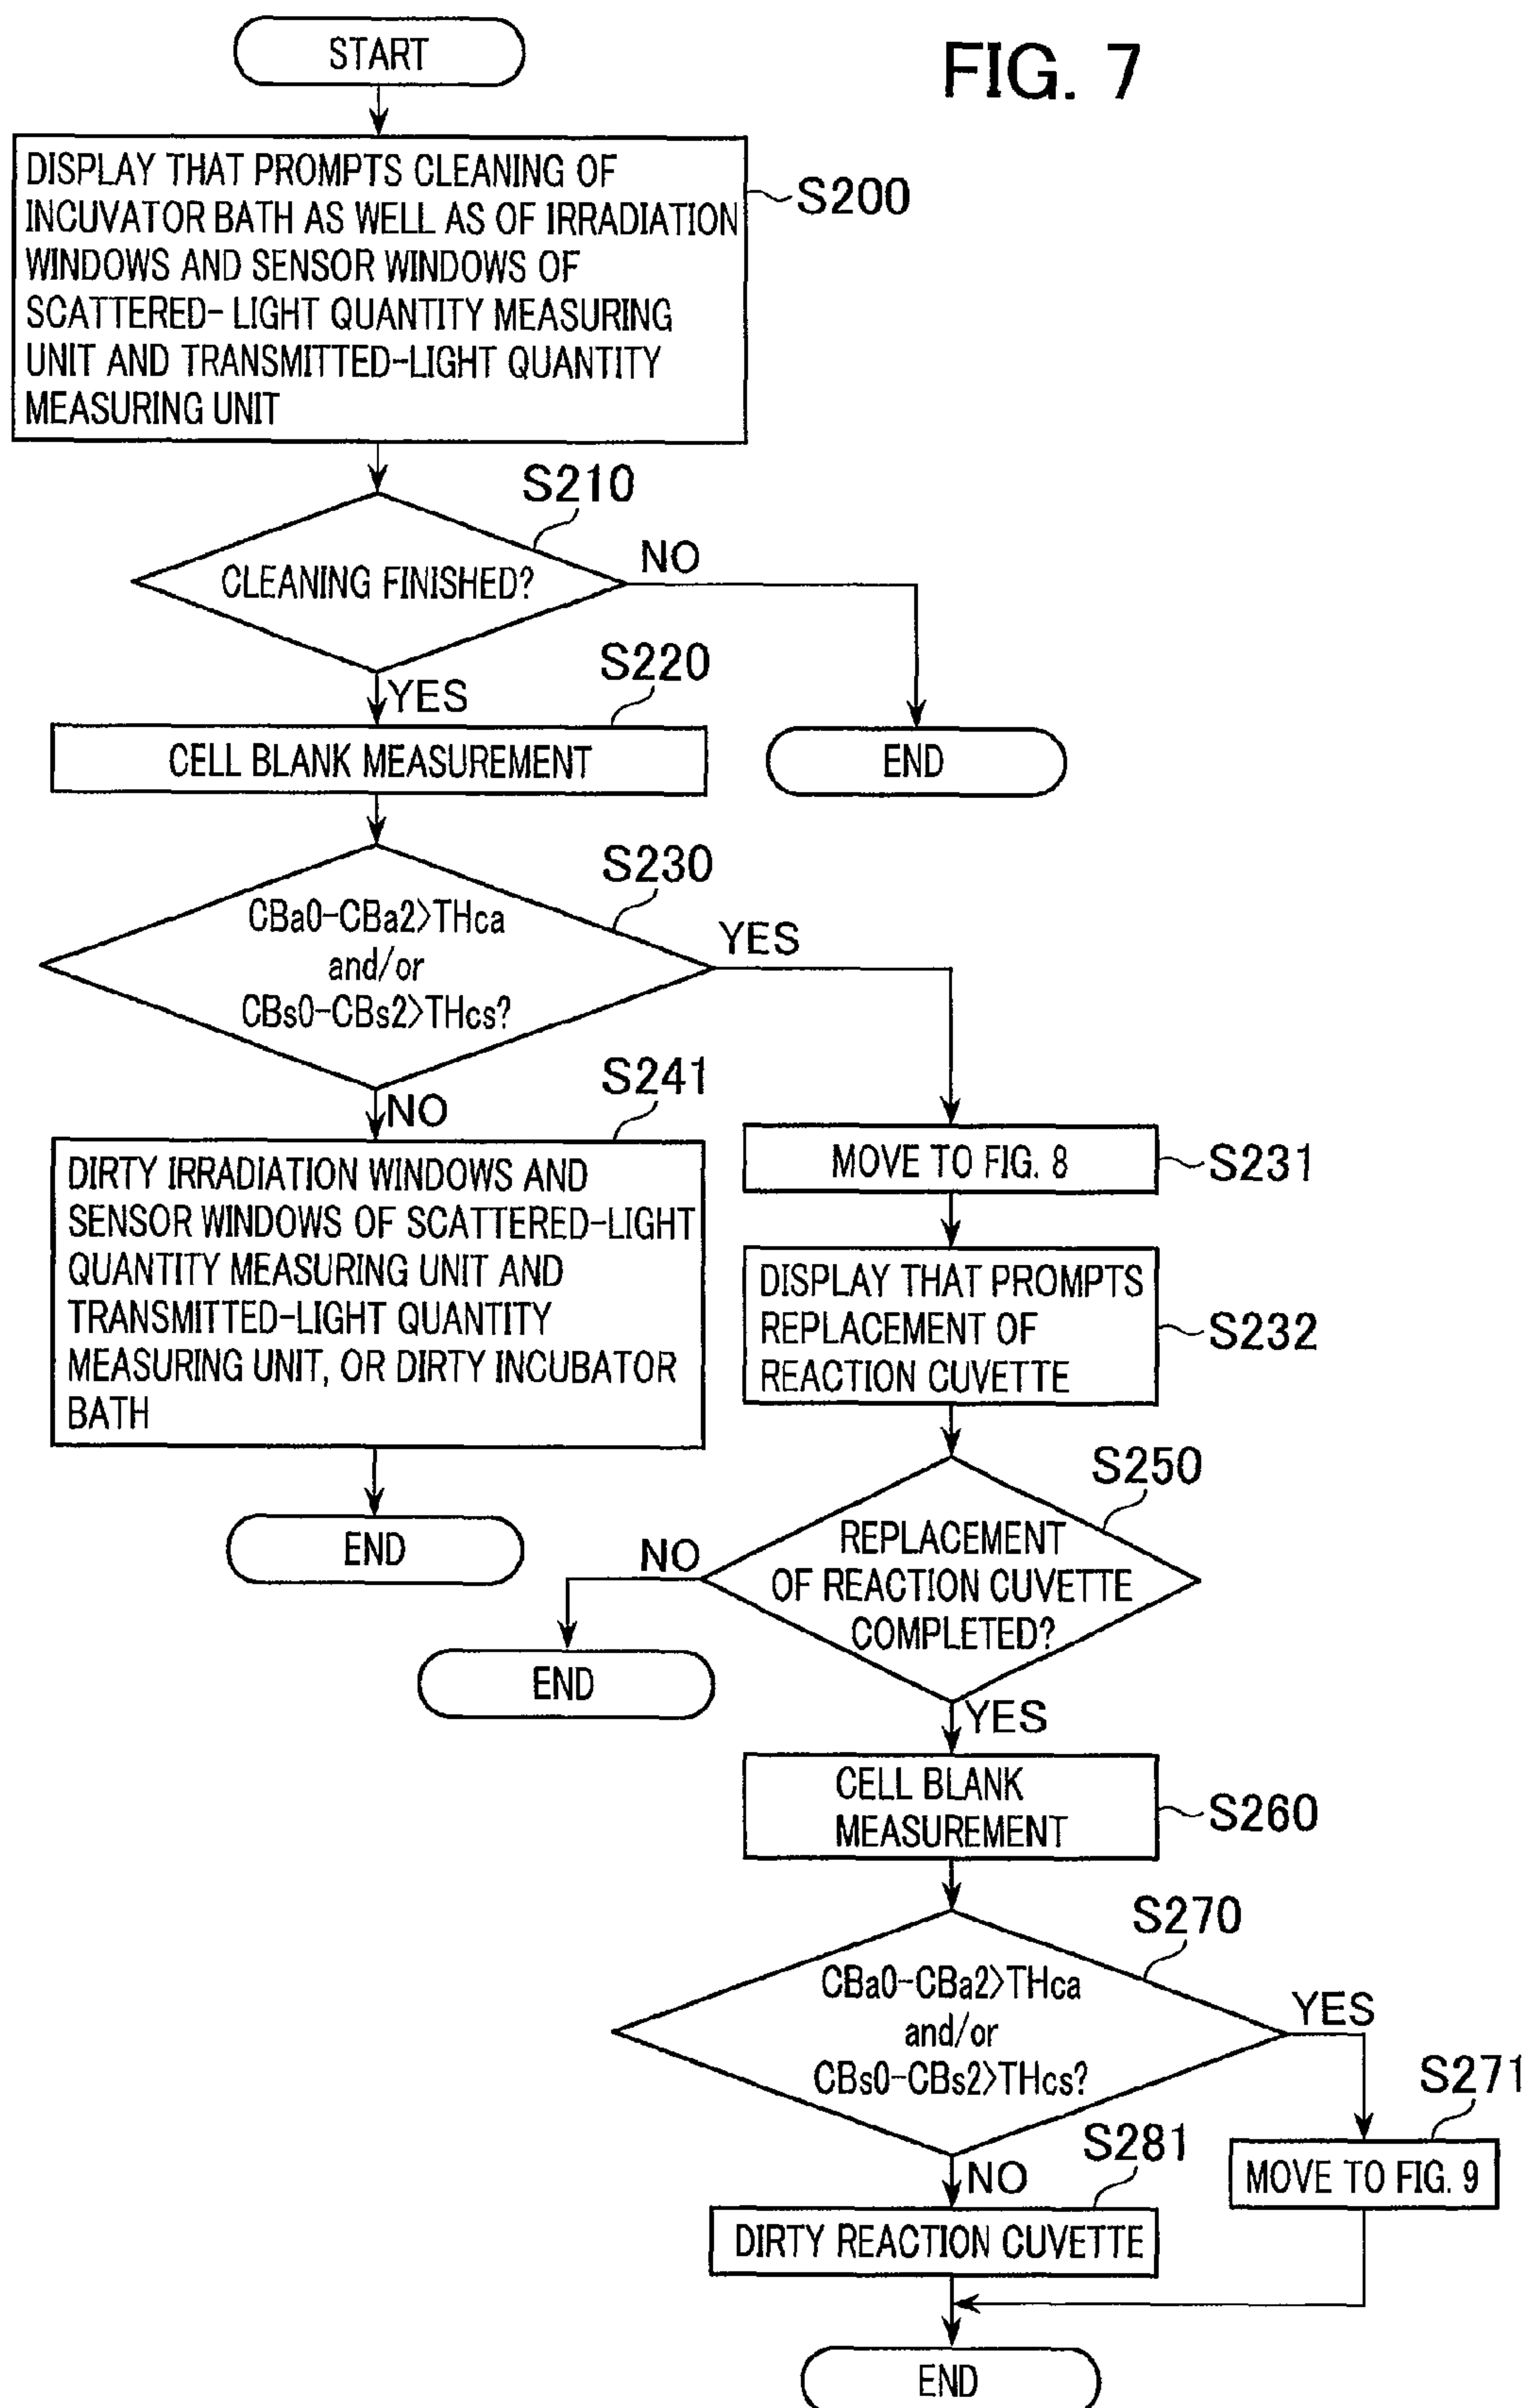 START
FIG. 7
DISPLAY THAT PROMPTS CLEANING OF
INCUVATOR BATH AS WELL AS OF IRRADIATION
WINDOWS AND SENSOR WINDOWS OF
SCATTERED- LIGHT QUANTITY MEASURING
UNIT AND TRANSMITTED-LIGHT QUANTITY
MEASURING UNIT
S200
S210
CLEANING FINISHED?
NO
YES
S220
CELL BLANK MEASUREMENT
END
S230
CBa0-CBa2>THca
and/or
CBs0-CBs2>THcs?
YES
NO
S241
DIRTY IRRADIATION WINDOWS AND
SENSOR WINDOWS OF SCATTERED-LIGHT
QUANTITY MEASURING UNIT AND
TRANSMITTED-LIGHT QUANTITY
MEASURING UNIT, OR DIRTY INCUBATOR
BATH
END
MOVE TO FIG. 8
S231
DISPLAY THAT PROMPTS
REPLACEMENT OF
REACTION CUVETTE
S232
S250
REPLACEMENT
OF REACTION CUVETTE
COMPLETED?
NO
END
YES
CELL BLANK
MEASUREMENT
S260
S270
CBa0-CBa2>THca
and/or
CBs0-CBs2>THcs?
YES
S271
MOVE TO FIG. 9
NO
S281
DIRTY REACTION CUVETTE
END